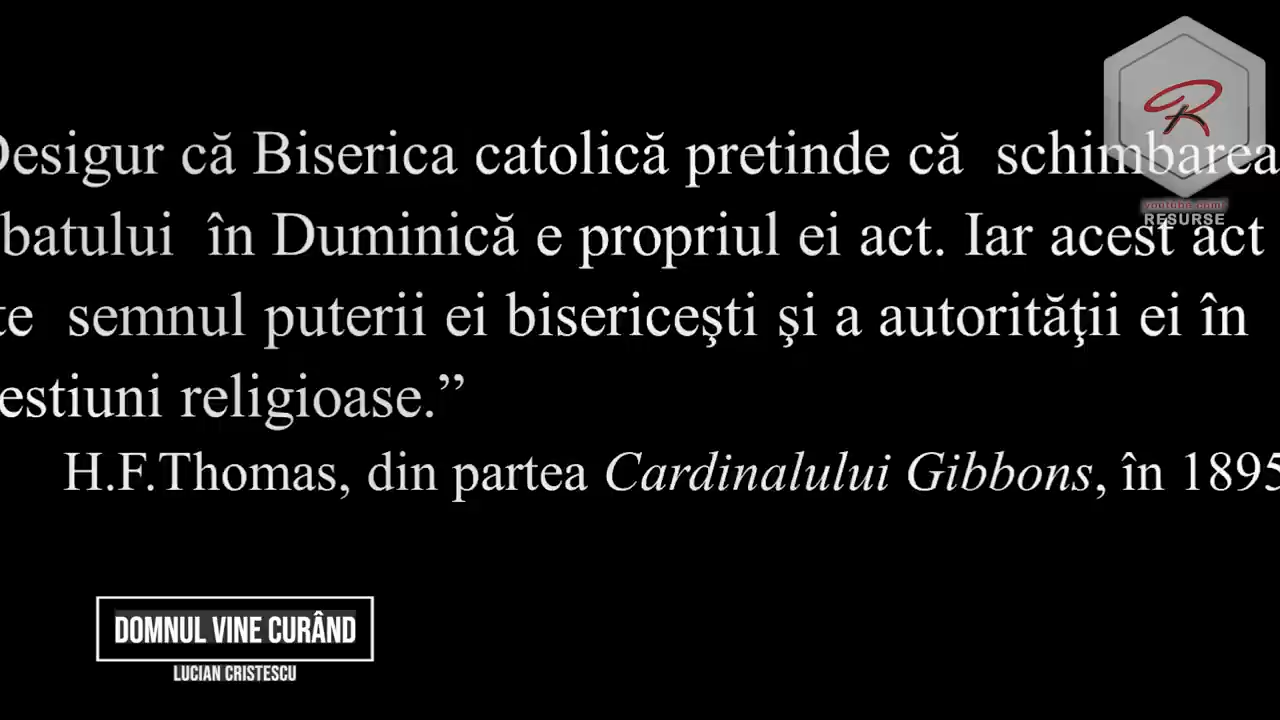 Desigur că Biserica catolică pretinde că schimbarea
batului în Duminică e propriul ei act. Iar acest act
te semnul puterii ei bisericeşti şi a autorităţii ei în
estiuni religioase.”
H.F.Thomas, din partea Cardinalului Gibbons, în 1895
R
youtube.com/
RESURSE
DOMNUL VINE CURÂND
LUCIAN CRISTESCU